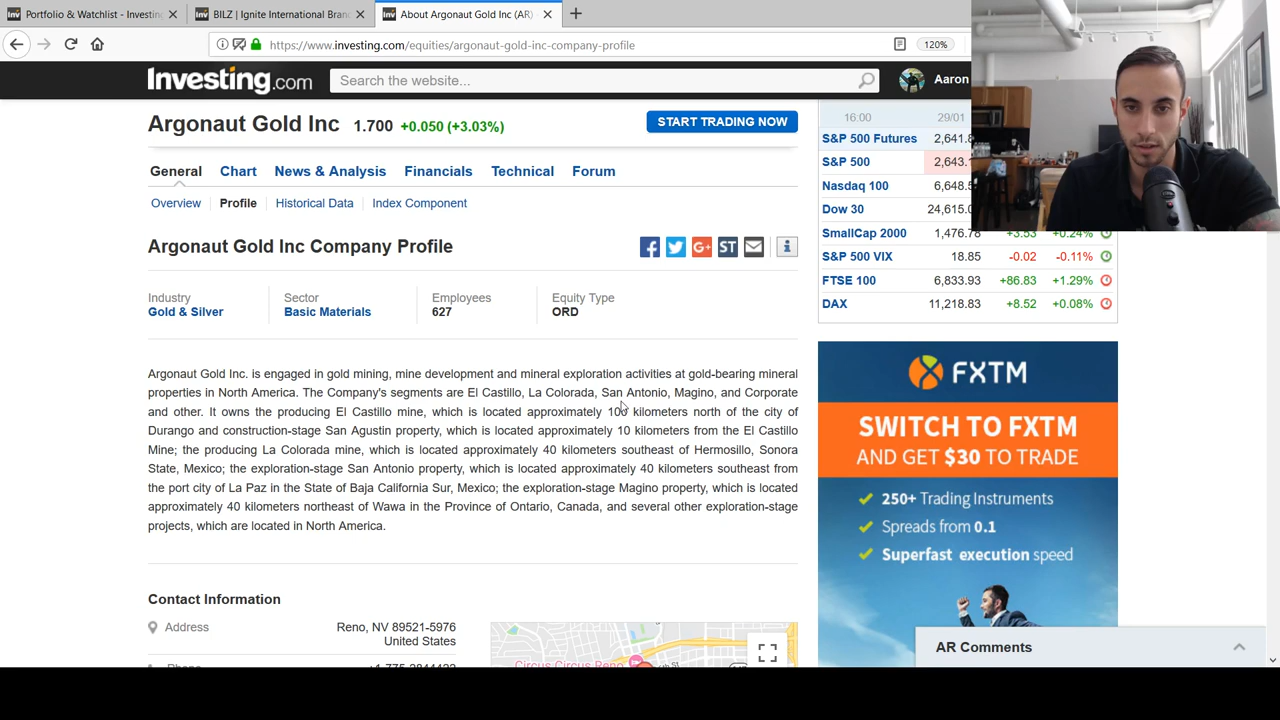 Portfolio & Watchlist - Investing
BILZ | Ignite International Bran
About Argonaut Gold Inc (AR) -
https://www.investing.com/equities/argonaut-gold-inc-company-profile
120%
Investing.com
Search the website...
Aaron
Argonaut Gold Inc 1.700 +0.050 (+3.03%)
START TRADING NOW
General Chart News & Analysis Financials Technical Forum
Overview Profile Historical Data Index Component
Argonaut Gold Inc Company Profile
ST
Industry Sector Employees Equity Type
Gold & Silver Basic Materials 627 ORD
Argonaut Gold Inc. is engaged in gold mining, mine development and mineral exploration activities at gold-bearing mineral
properties in North America. The Company's segments are El Castillo, La Colorada, San Antonio, Magino, and Corporate
and other. It owns the producing El Castillo mine, which is located approximately 100 kilometers north of the city of
Durango and construction-stage San Agustin property, which is located approximately 10 kilometers from the El Castillo
Mine; the producing La Colorada mine, which is located approximately 40 kilometers southeast of Hermosillo, Sonora
State, Mexico; the exploration-stage San Antonio property, which is located approximately 40 kilometers southeast from
the port city of La Paz in the State of Baja California Sur, Mexico; the exploration-stage Magino property, which is located
approximately 40 kilometers northeast of Wawa in the Province of Ontario, Canada, and several other exploration-stage
projects, which are located in North America.
Contact Information
Address Reno, NV 89521-5976
United States
16:00 29/01
S&P 500 Futures 2,641.
S&P 500 2,643.
Nasdaq 100 6,648.5
Dow 30 24,615.
SmallCap 2000 1,476.78 +3.53 +0.24%
S&P 500 VIX 18.85 -0.02 -0.11%
FTSE 100 6,833.93 +86.83 +1.29%
DAX 11,218.83 +8.52 +0.08%
FXTM
SWITCH TO FXTM
AND GET $30 TO TRADE
250+ Trading Instruments
Spreads from 0.1
Superfast execution speed
AR Comments
Circus Circus Reno